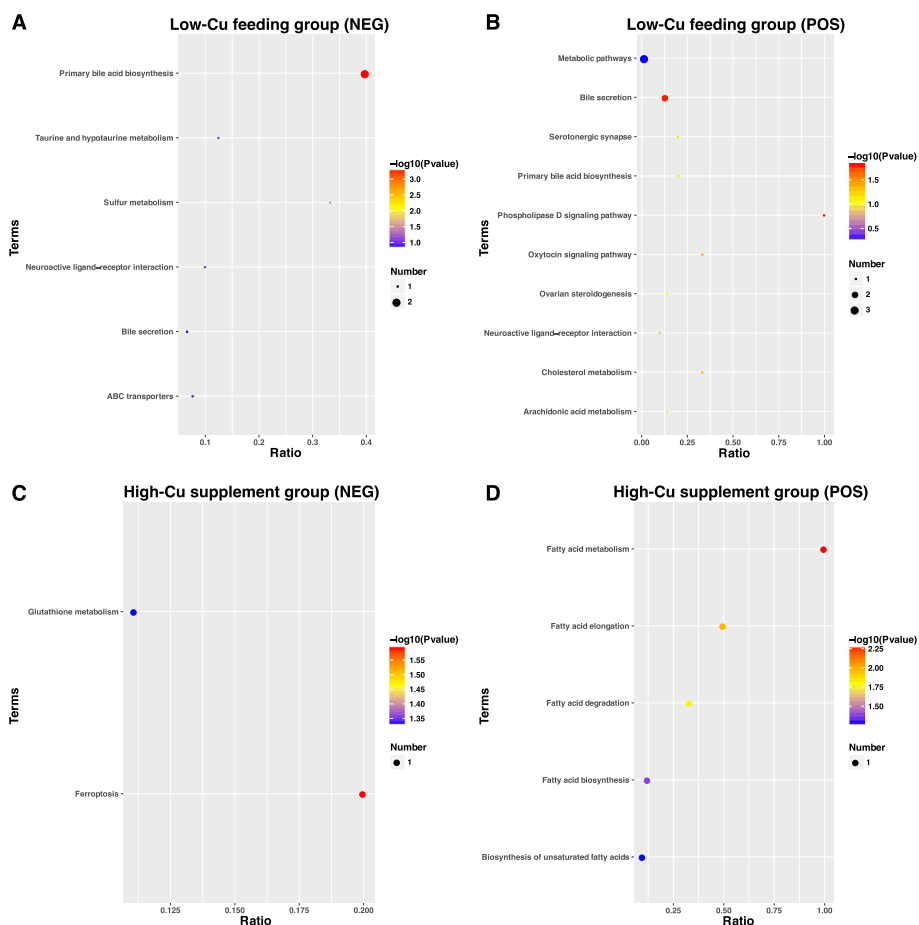 A
Low-Cu feeding group (NEG)
Primary bile acid biosynthesis
Taurine and hypotaurine metabolism
Sulfur metabolism
Neuroactive ligand−receptor interaction
Bile secretion
ABC transporters
Terms
0.1 0.2 0.3 0.4
Ratio
−log10(Pvalue)
3.0
2.5
2.0
1.5
1.0
Number
1
2
B
Low-Cu feeding group (POS)
Metabolic pathways
Bile secretion
Serotonergic synapse
Primary bile acid biosynthesis
Phospholipase D signaling pathway
Oxytocin signaling pathway
Ovarian steroidogenesis
Neuroactive ligand−receptor interaction
Cholesterol metabolism
Arachidonic acid metabolism
Terms
0.00 0.25 0.50 0.75 1.00
Ratio
−log10(Pvalue)
1.5
1.0
0.5
Number
1
2
3
C
High-Cu supplement group (NEG)
Glutathione metabolism
Ferroptosis
Terms
0.125 0.150 0.175 0.200
Ratio
−log10(Pvalue)
1.55
1.50
1.45
1.40
1.35
Number
1
D
High-Cu supplement group (POS)
Fatty acid metabolism
Fatty acid elongation
Fatty acid degradation
Fatty acid biosynthesis
Biosynthesis of unsaturated fatty acids
Terms
0.25 0.50 0.75 1.00
Ratio
−log10(Pvalue)
2.25
2.00
1.75
1.50
Number
1